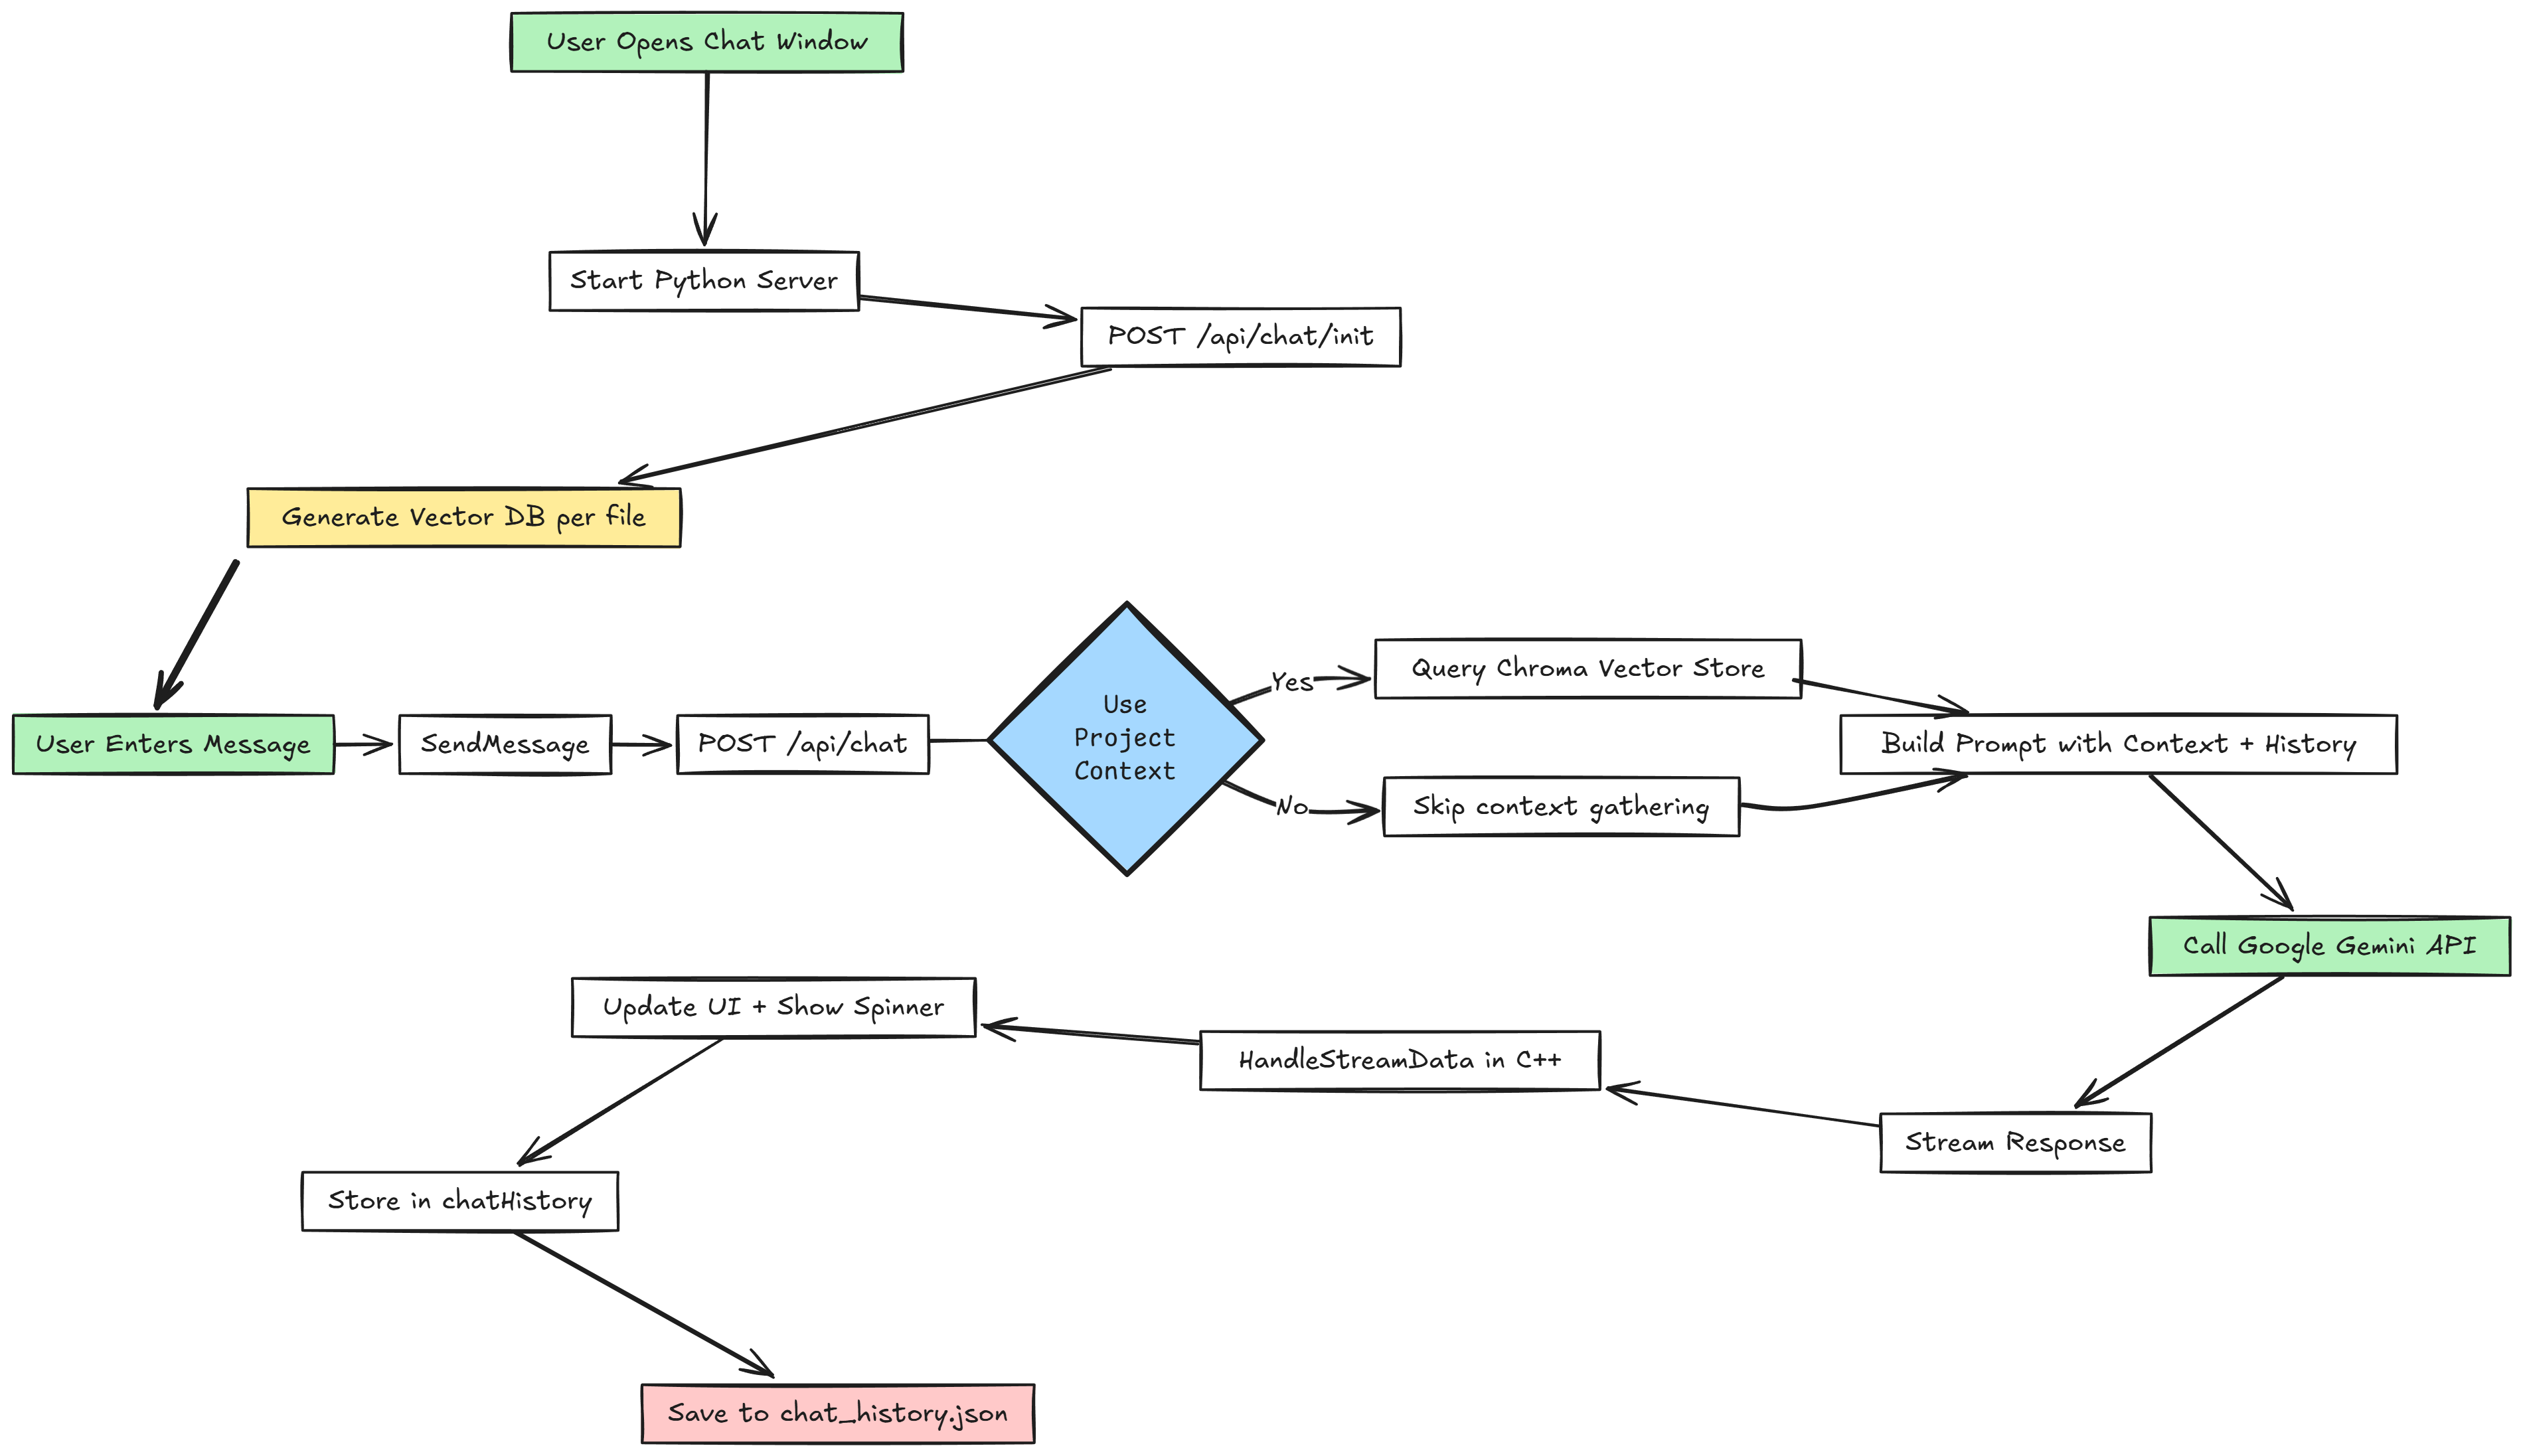 User Opens Chat Window
Start Python Server
POST /api/chat/init
Generate Vector DB per file
User Enters Message
SendMessage
POST /api/chat
Use
Project
Context
Yes
Query Chroma Vector Store
No
Skip context gathering
Build Prompt with Context + History
Call Google Gemini API
Stream Response
HandleStreamData in C++
Update UI + Show Spinner
Store in chatHistory
Save to chat_history.json